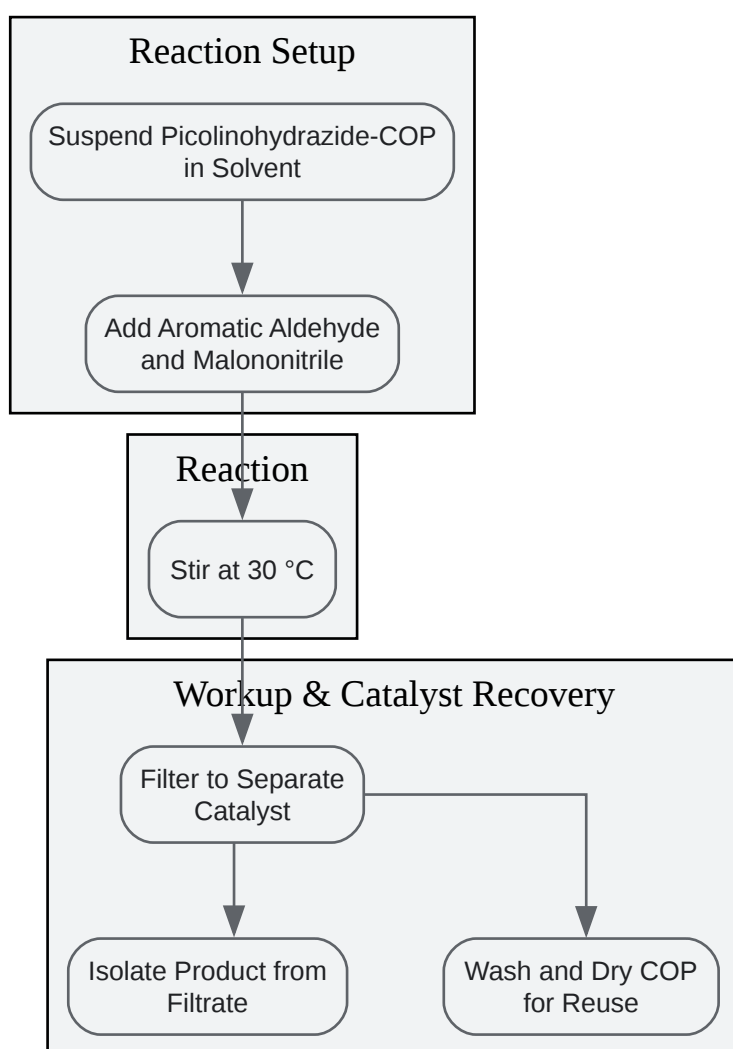 Reaction Setup
Suspend Picolinohydrazide-COP
in Solvent
Add Aromatic Aldehyde
and Malononitrile
Reaction
Stir at 30 °C
Workup & Catalyst Recovery
Filter to Separate
Catalyst
Isolate Product from
Filtrate
Wash and Dry COP
for Reuse